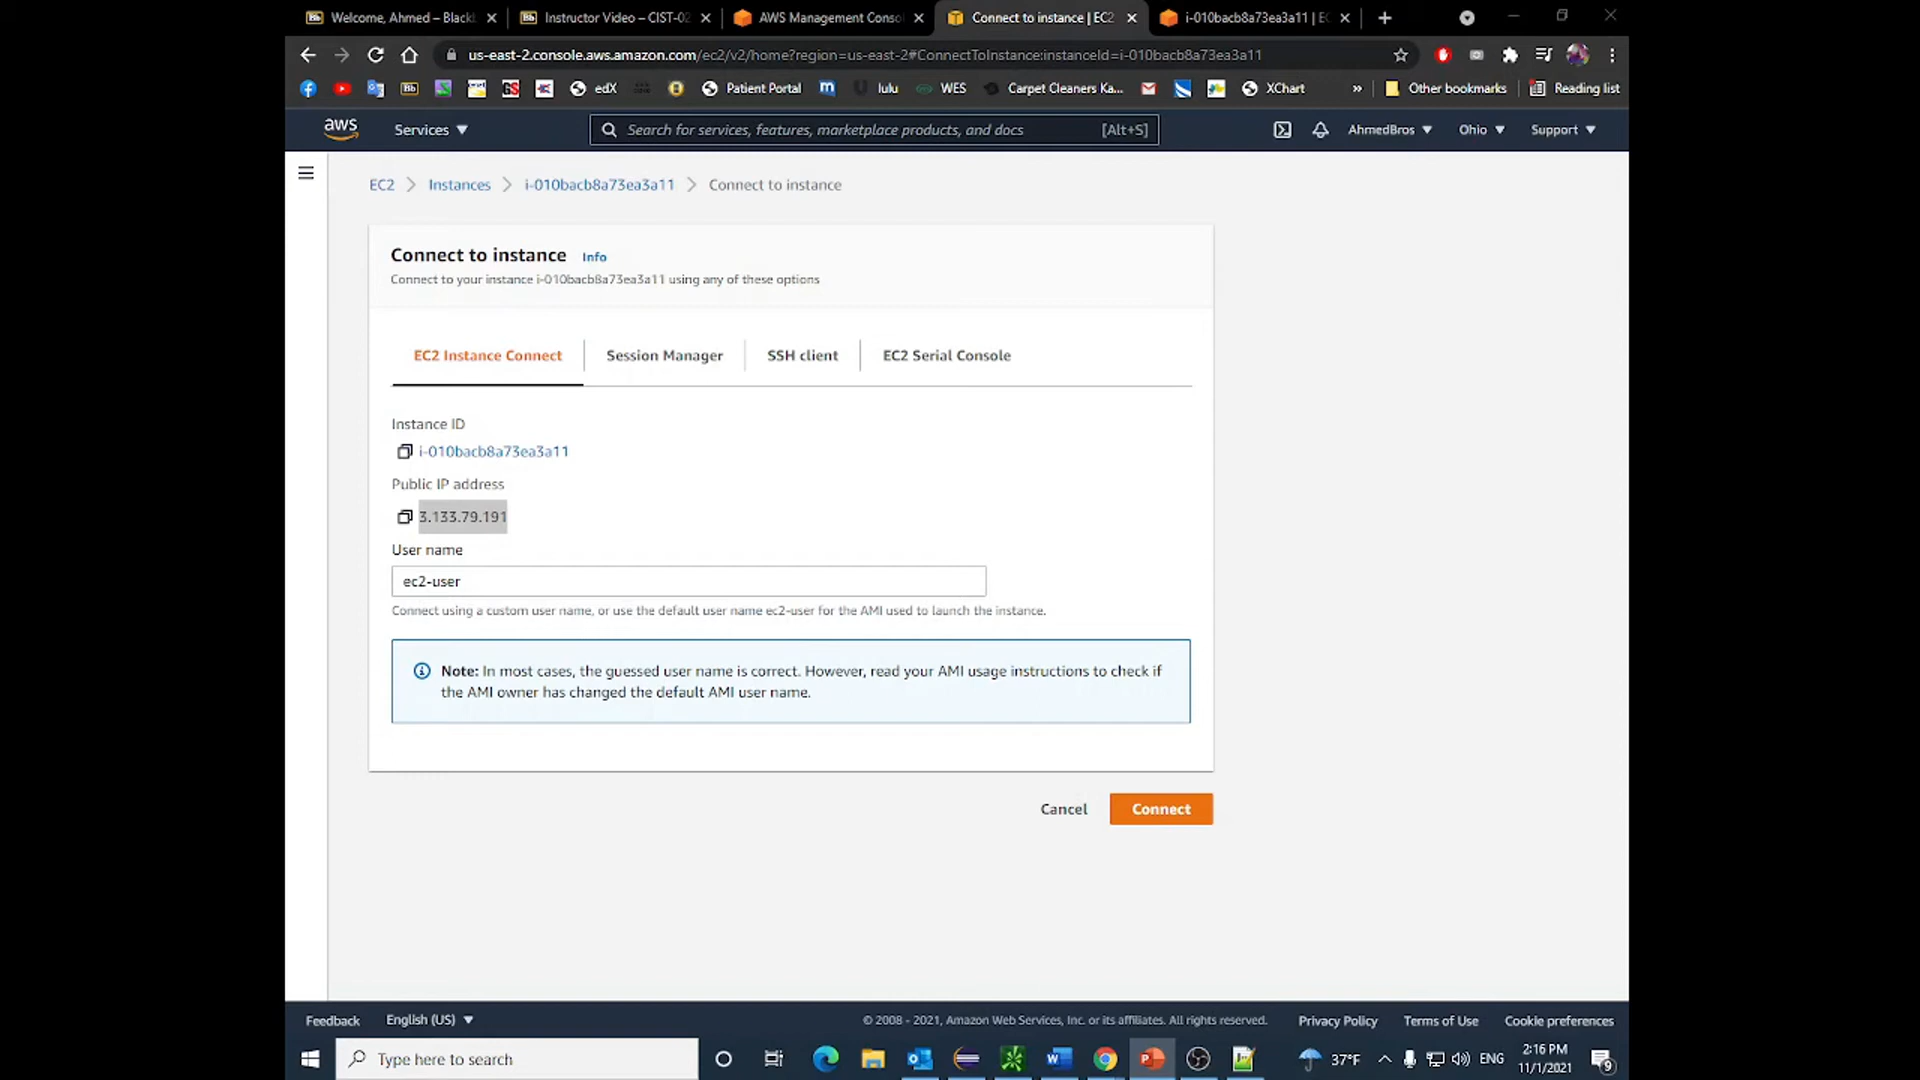 Welcome, Ahmed – Black
Instructor Video – CIST-02
AWS Management Consol
Connect to instance | EC2
i-010bacb8a73ea3a11 | EC
us-east-2.console.aws.amazon.com/ec2/v2/home?region=us-east-2#ConnectToInstance:instanceId=i-010bacb8a73ea3a11
Bb
GS
edX
Patient Portal
lulu
WES
Carpet Cleaners Ka...
XChart
»
Other bookmarks
Reading list
aws
Services
Search for services, features, marketplace products, and docs
[Alt+S]
AhmedBros
Ohio
Support
EC2
Instances
i-010bacb8a73ea3a11
Connect to instance
Connect to instance Info
Connect to your instance i-010bacb8a73ea3a11 using any of these options
EC2 Instance Connect
Session Manager
SSH client
EC2 Serial Console
Instance ID
i-010bacb8a73ea3a11
Public IP address
3.133.79.191
User name
ec2-user
Connect using a custom user name, or use the default user name ec2-user for the AMI used to launch the instance.
Note: In most cases, the guessed user name is correct. However, read your AMI usage instructions to check if
the AMI owner has changed the default AMI user name.
Cancel
Connect
Feedback
English (US)
© 2008 - 2021, Amazon Web Services, Inc. or its affiliates. All rights reserved.
Privacy Policy
Terms of Use
Cookie preferences
Type here to search
37°F
ENG
2:16 PM
11/1/2021
9